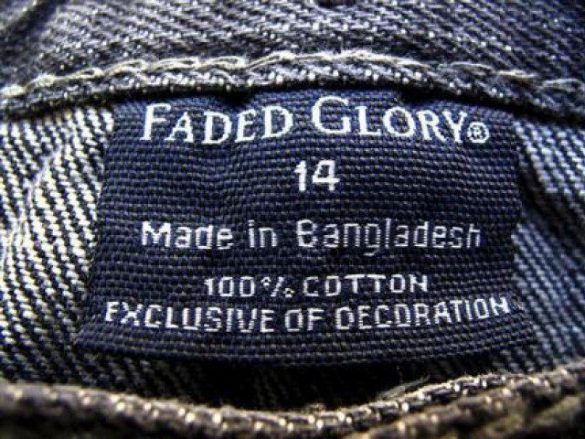 FADED GLORY®
14
Made in Bangladesh
100% COTTON
EXCLUSIVE OF DECORATION